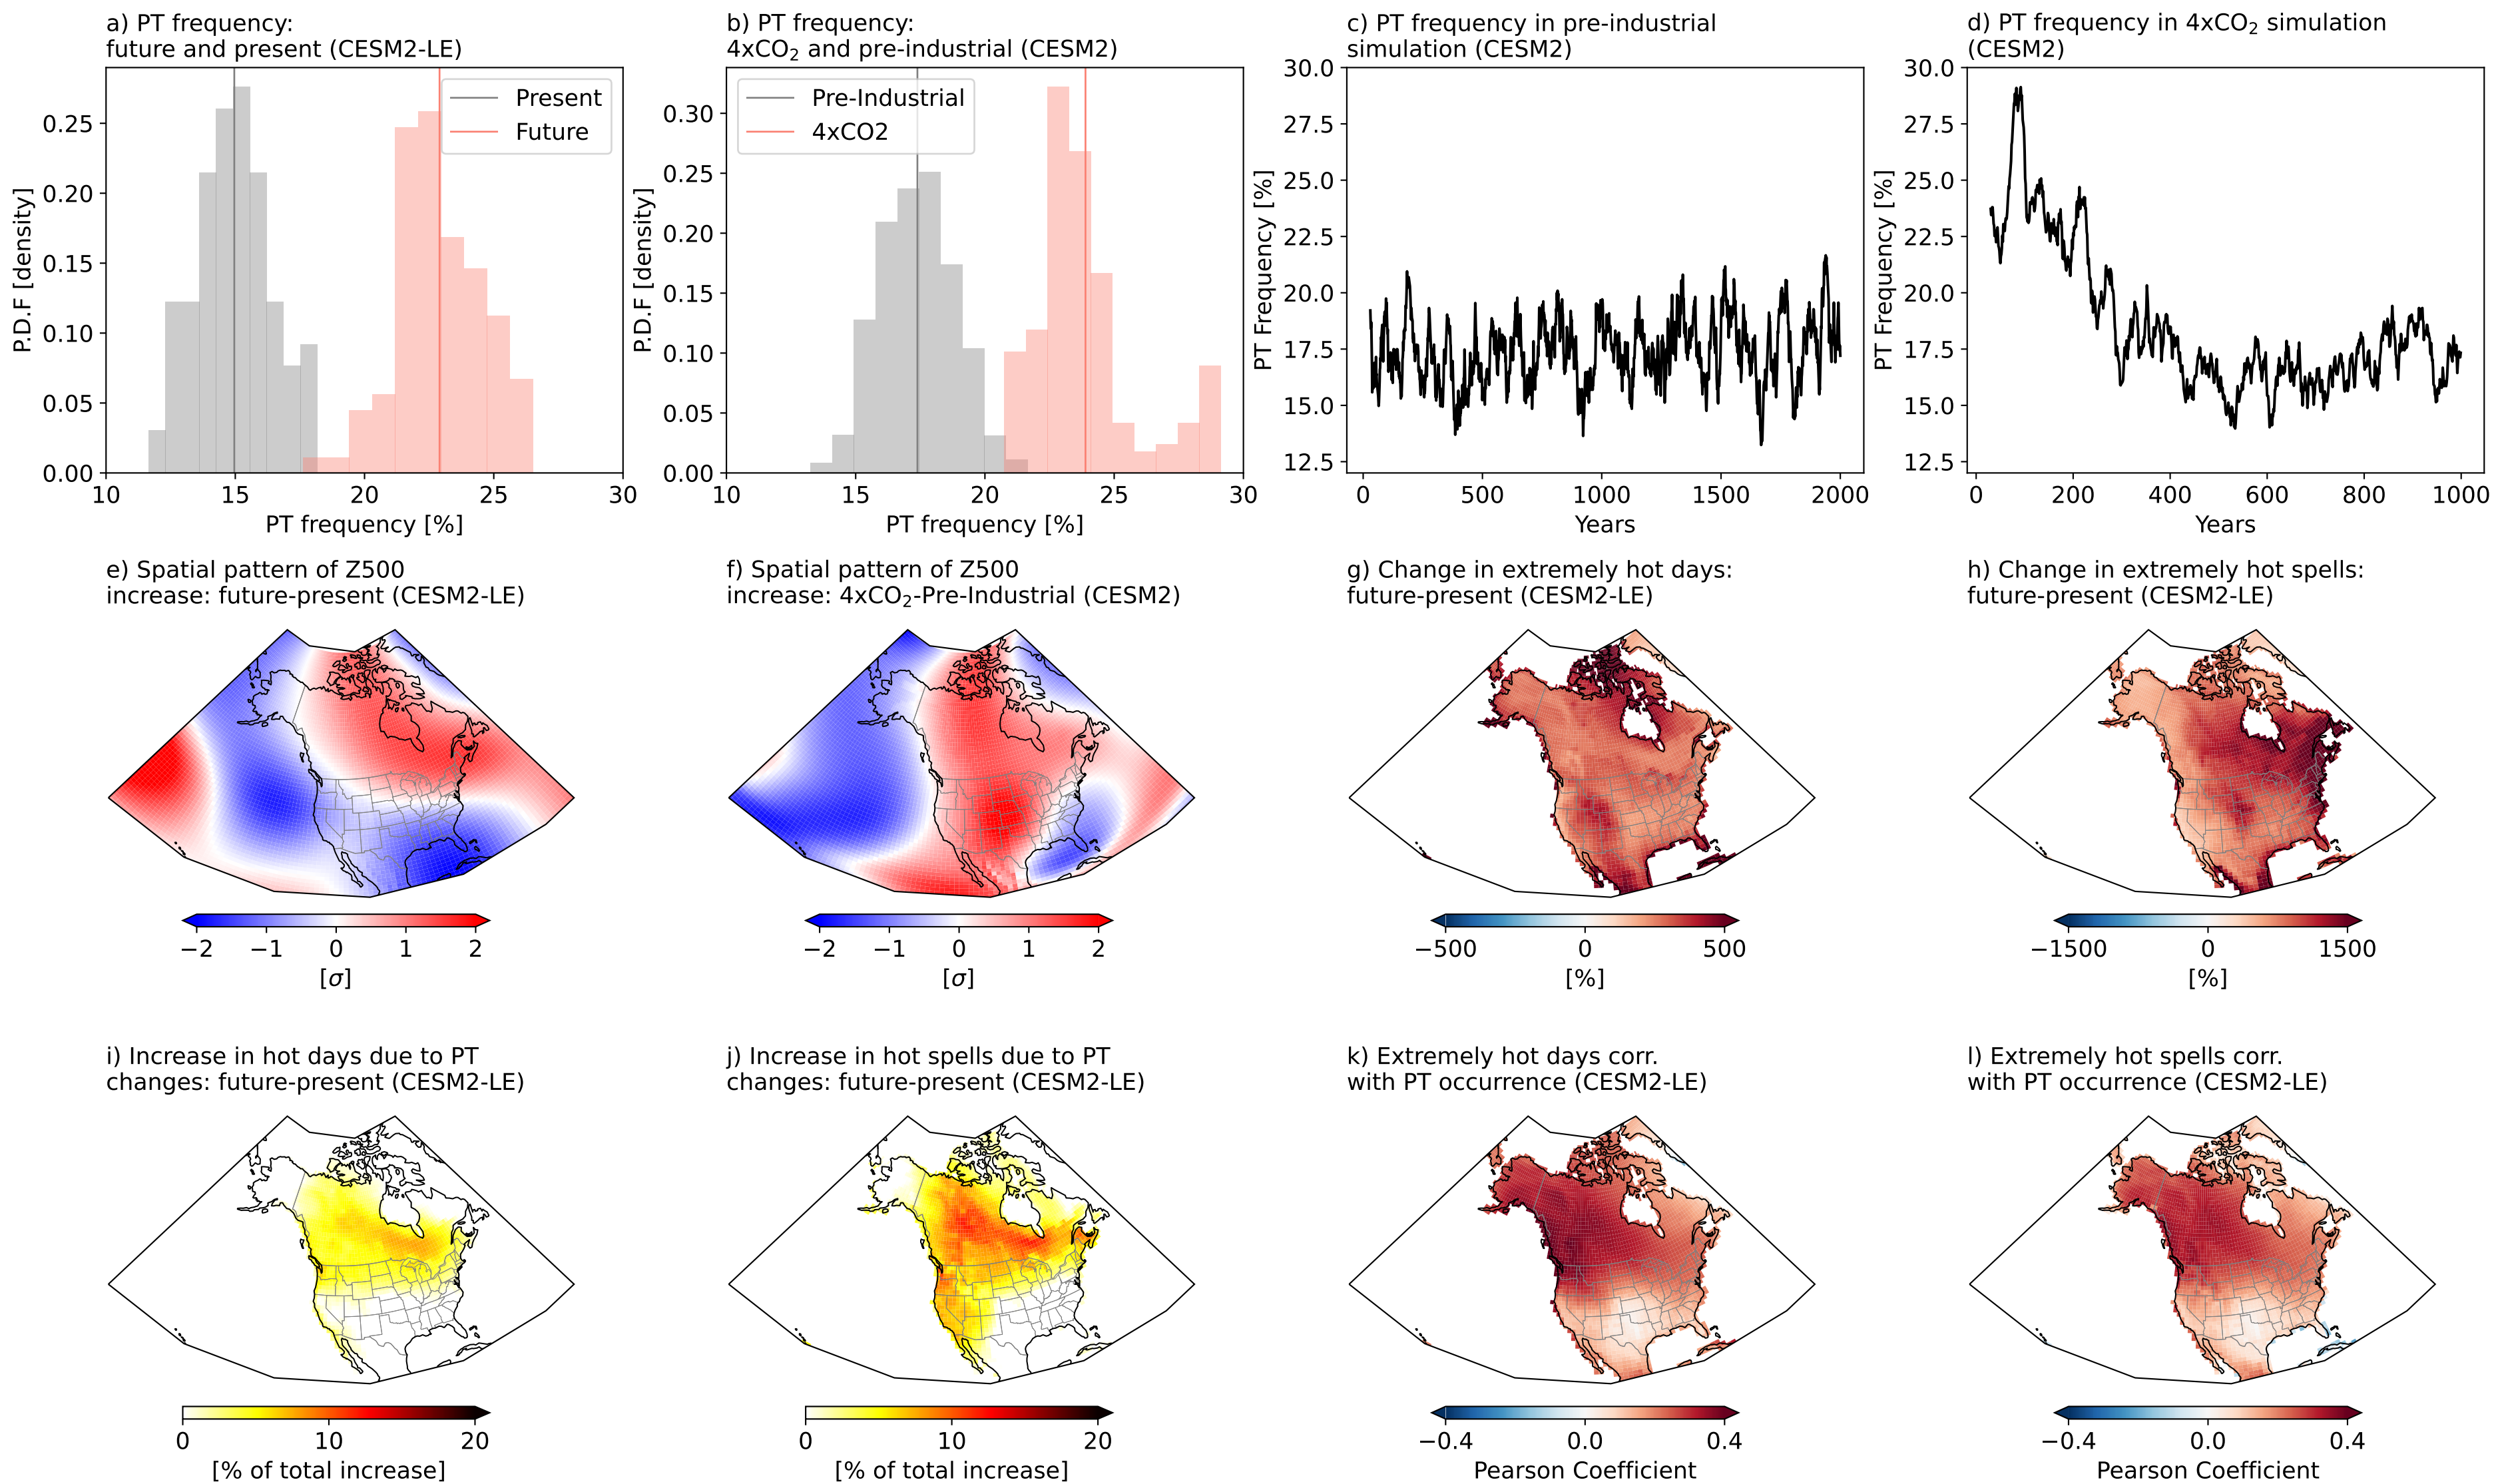 a) PT frequency:
future and present (CESM2-LE)
P.D.F [density]
0.25
0.20
0.15
0.10
0.05
0.00
Present
Future
10 15 20 25 30
PT frequency [%]
b) PT frequency:
4xCO₂ and pre-industrial (CESM2)
P.D.F [density]
0.30
0.25
0.20
0.15
0.10
0.05
0.00
Pre-Industrial
4xCO2
10 15 20 25 30
PT frequency [%]
c) PT frequency in pre-industrial
simulation (CESM2)
PT Frequency [%]
30.0
27.5
25.0
22.5
20.0
17.5
15.0
12.5
0 500 1000 1500 2000
Years
d) PT frequency in 4xCO₂ simulation
(CESM2)
PT Frequency [%]
30.0
27.5
25.0
22.5
20.0
17.5
15.0
12.5
0 200 400 600 800 1000
Years
e) Spatial pattern of Z500
increase: future-present (CESM2-LE)
−2 −1 0 1 2
[σ]
f) Spatial pattern of Z500
increase: 4xCO₂-Pre-Industrial (CESM2)
−2 −1 0 1 2
[σ]
g) Change in extremely hot days:
future-present (CESM2-LE)
−500 0 500
[%]
h) Change in extremely hot spells:
future-present (CESM2-LE)
−1500 0 1500
[%]
i) Increase in hot days due to PT
changes: future-present (CESM2-LE)
0 10 20
[% of total increase]
j) Increase in hot spells due to PT
changes: future-present (CESM2-LE)
0 10 20
[% of total increase]
k) Extremely hot days corr.
with PT occurrence (CESM2-LE)
−0.4 0.0 0.4
Pearson Coefficient
l) Extremely hot spells corr.
with PT occurrence (CESM2-LE)
−0.4 0.0 0.4
Pearson Coefficient